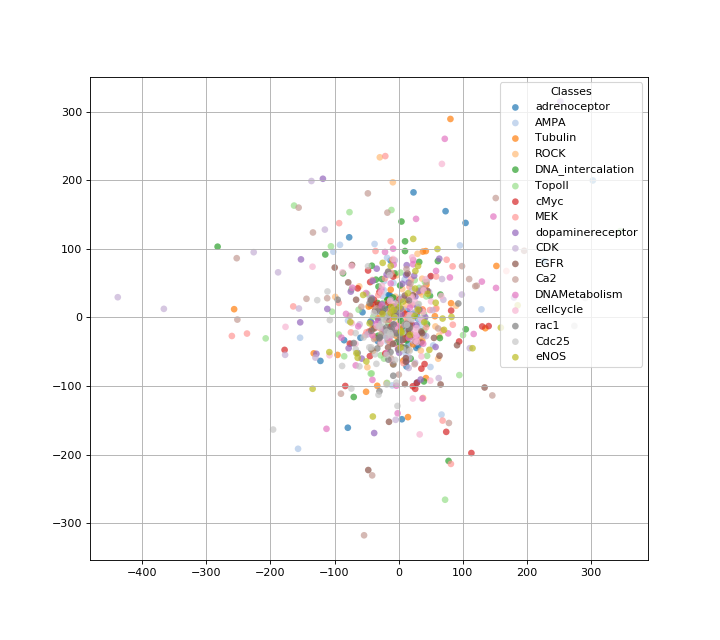 300
200
100
0
−100
−200
−300
−400
−300
−200
−100
0
100
200
300
Classes
adrenoceptor
AMPA
Tubulin
ROCK
DNA_intercalation
TopoII
cMyc
MEK
dopaminereceptor
CDK
EGFR
Ca2
DNAMetabolism
cellcycle
rac1
Cdc25
eNOS